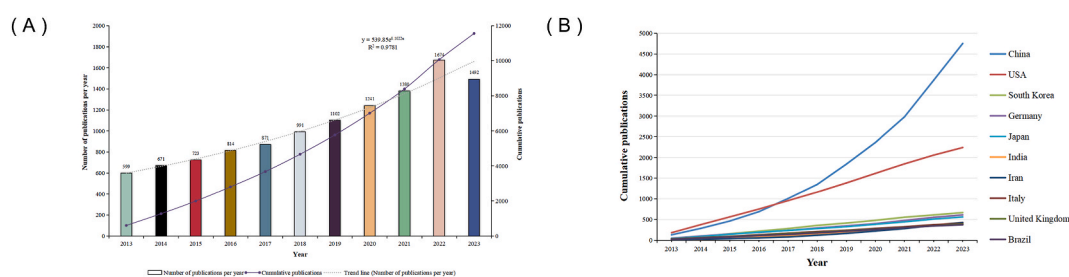 ( A )
y = 539.85e^0.1022x
R² = 0.9781
Number of publications per year
2000
1800
1600
1400
1200
1000
800
600
400
200
0
598
671
723
814
871
994
1102
1241
1380
1674
1492
12000
10000
8000
6000
4000
2000
0
Cumulative publications
2013 2014 2015 2016 2017 2018 2019 2020 2021 2022 2023
Year
Number of publications per year Cumulative publications Trend line (Number of publications per year)
( B )
Cumulative publications
5000
4500
4000
3500
3000
2500
2000
1500
1000
500
0
2013 2014 2015 2016 2017 2018 2019 2020 2021 2022 2023
Year
China
USA
South Korea
Germany
Japan
India
Iran
Italy
United Kingdom
Brazil